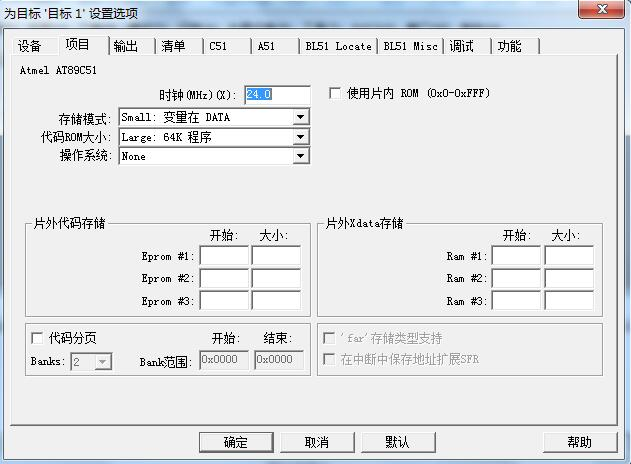 为目标 '目标 1' 设置选项
设备 项目 输出 清单 C51 A51 BL51 Locate BL51 Misc 调试 功能
Atmel AT89C51
时钟(MHz)(X): 24.0 使用片内 ROM (0x0-0xFFF)
存储模式: Small: 变量在 DATA
代码ROM大小: Large: 64K 程序
操作系统: None
片外代码存储 片外Xdata存储
开始: 大小: 开始: 大小:
Eprom #1: Ram #1:
Eprom #2: Ram #2:
Eprom #3: Ram #3:
代码分页 开始: 结束: 'far'存储类型支持
Banks: 2 Bank范围: 0x0000 0x0000 在中断中保存地址扩展SFR
确定 取消 默认 帮助